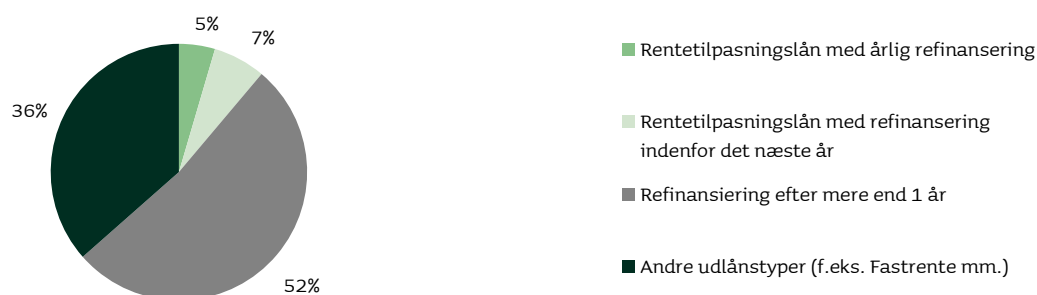 5%
7%
36%
52%
Rentetilpasningslån med årlig refinansering
Rentetilpasningslån med refinansering
indenfor det næste år
Refinansiering efter mere end 1 år
Andre udlånstyper (f.eks. Fastrente mm.)